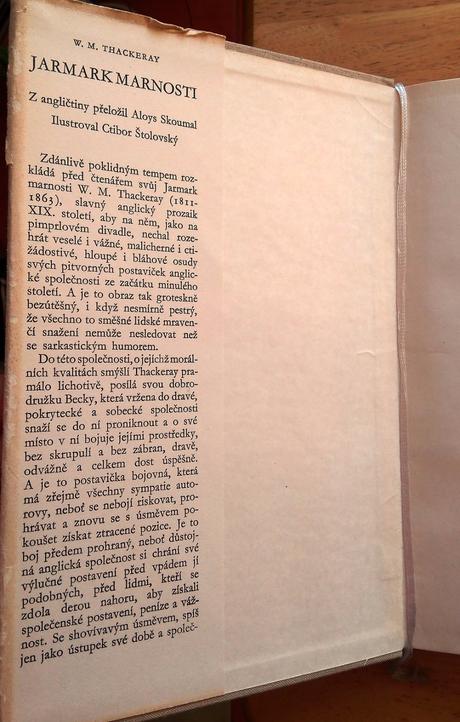 W. M. THACKERAY
JARMARK MARNOSTI
Z angličtiny přeložil Aloys Skoumal
Ilustroval Ctibor Štolovský
Zdánlivě poklidným tempem roz-
kládá před čtenářem svůj Jarmark
marnosti W. M. Thackeray (1811-
1863), slavný anglický prozaik
XIX. století, aby na něm, jako na
pimprlovém divadle, nechal roze-
hrát veselé i vážné, malicherné i cti-
žádostivé, hloupé i bláhové osudy
svých pitvorných postaviček anglic-
ké společnosti ze začátku minulého
století. A je to obraz tak groteskně
bezútěšný, i když nesmírně pestrý,
že všechno to směšné lidské mraven-
čí snažení nemůže nesledovat než
se sarkastickým humorem.
Do této společnosti, o jejíchž morál-
ních kvalitách smýšlí Thackeray pra-
málo lichotivě, posílá svou dobro-
družku Becky, která vržena do dravé,
pokrytecké a sobecké společnosti
snaží se do ní proniknout a o své
místo v ní bojuje jejími prostředky,
bez skrupulí a bez zábran, dravě,
odvážně a celkem dost úspěšně.
A je to postavička bojovná, která
má zřejmě všechny sympatie auto-
rovy, neboť se nebojí riskovat, pro-
hrávat a znovu se s úsměvem po-
koušet získat ztracené pozice. Je to
boj předem prohraný, neboť důstoj-
ná anglická společnost si chrání své
výlučné postavení před vpádem jí
podobných, před lidmi, kteří se
zdola derou nahoru, aby získali
společenské postavení, peníze a váž-
nost. Se shovívavým úsměvem, spíš
jen jako ústupek své době a společ-